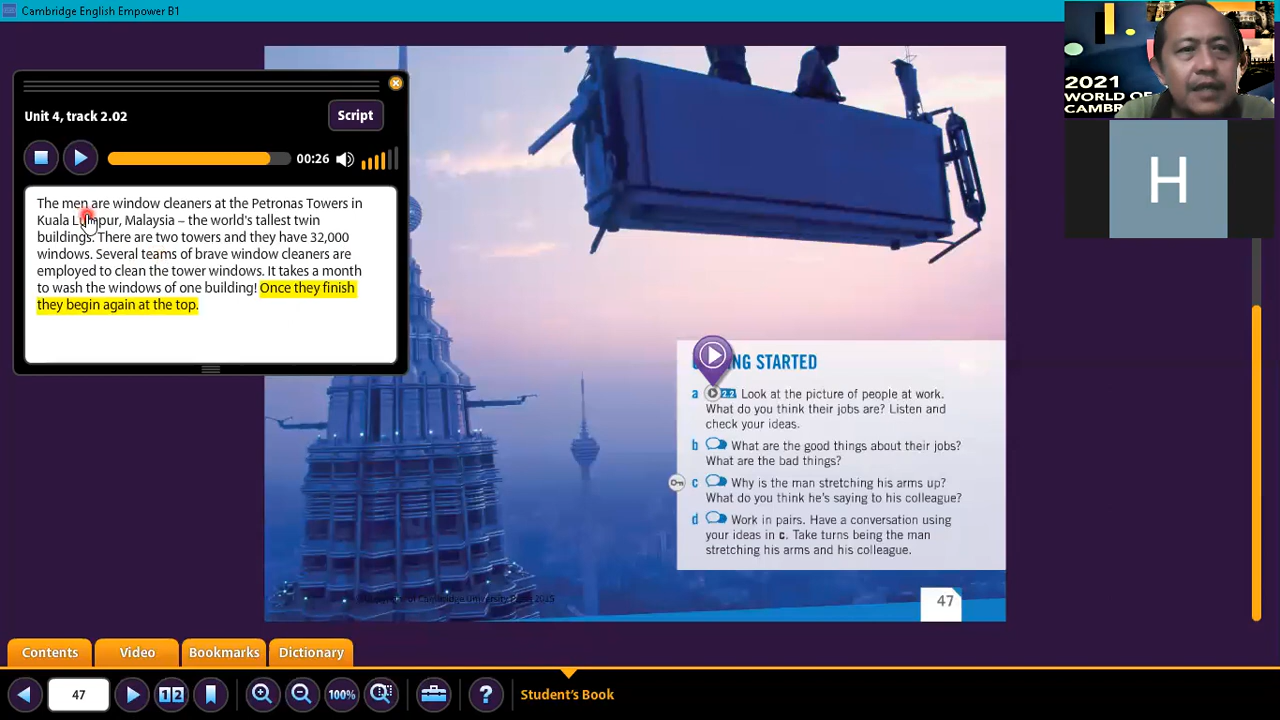 Cambridge English Empower B1
Unit 4, track 2.02
Script
00:26
The men are window cleaners at the Petronas Towers in
Kuala Lumpur, Malaysia – the world's tallest twin
buildings. There are two towers and they have 32,000
windows. Several teams of brave window cleaners are
employed to clean the tower windows. It takes a month
to wash the windows of one building! Once they finish
they begin again at the top.
2021
WORLD OF
CAMB
H
NG STARTED
a 2.2 Look at the picture of people at work.
What do you think their jobs are? Listen and
check your ideas.
b What are the good things about their jobs?
What are the bad things?
c Why is the man stretching his arms up?
What do you think he's saying to his colleague?
d Work in pairs. Have a conversation using
your ideas in c. Take turns being the man
stretching his arms and his colleague.
of Cambridge University Press 2015
47
Contents
Video
Bookmarks
Dictionary
47
1 2
100%
?
Student's Book